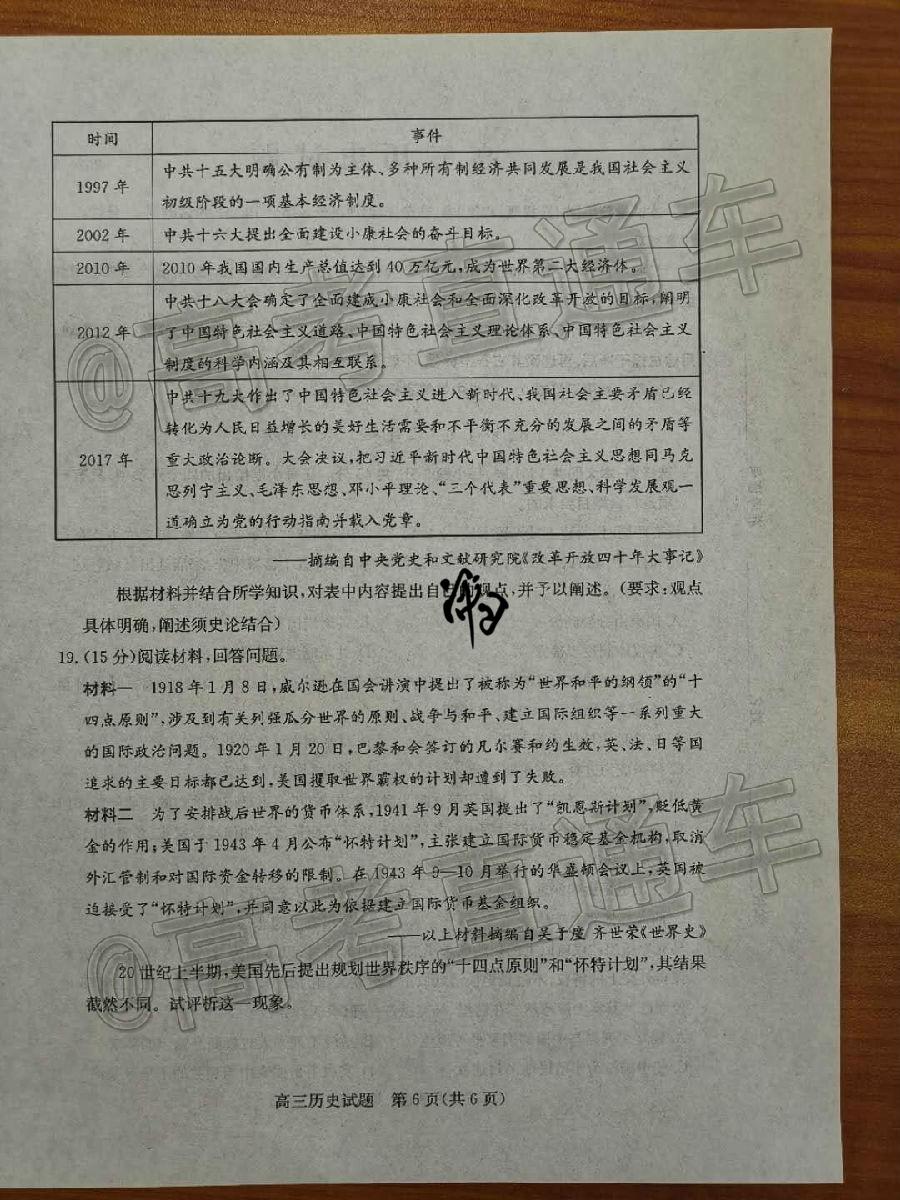 时间 事件
1997 年 中共十五大明确公有制为主体、多种所有制经济共同发展是我国社会主义
初级阶段的一项基本经济制度。
2002 年 中共十六大提出全面建设小康社会的奋斗目标。
2010 年 2010 年我国国内生产总值达到 40 万亿元,成为世界第二大经济体。
2012 年 中共十八大会确定了全面建成小康社会和全面深化改革开放的目标,阐明
了中国特色社会主义道路、中国特色社会主义理论体系、中国特色社会主义
制度的科学内涵及其相互联系。
2017 年 中共十九大作出了中国特色社会主义进入新时代、我国社会主要矛盾已经
转化为人民日益增长的美好生活需要和不平衡不充分的发展之间的矛盾等
重大政治论断。大会决议,把习近平新时代中国特色社会主义思想同马克
思列宁主义、毛泽东思想、邓小平理论、“三个代表”重要思想、科学发展观一
道确立为党的行动指南并载入党章。
——摘编自中央党史和文献研究院《改革开放四十年大事记》
根据材料并结合所学知识,对表中内容提出自己的观点,并予以阐述。(要求:观点
具体明确,阐述须史论结合)
19.(15 分)阅读材料,回答问题。
材料一 1918 年 1 月 8 日,威尔逊在国会讲演中提出了被称为“世界和平的纲领”的“十
四点原则”,涉及到有关列强瓜分世界的原则、战争与和平、建立国际组织等一系列重大
的国际政治问题。1920 年 1 月 20 日,巴黎和会签订的凡尔赛和约生效,英、法、日等国
追求的主要目标都已达到,美国攫取世界霸权的计划却遭到了失败。
材料二 为了安排战后世界的货币体系,1941 年 9 月英国提出了“凯恩斯计划”,贬低黄
金的作用;美国于 1943 年 4 月公布“怀特计划”,主张建立国际货币稳定基金机构,取消
外汇管制和对国际资金转移的限制。在 1943 年 9—10 月举行的华盛顿会议上,英国被
迫接受了“怀特计划”,并同意以此为依据建立国际货币基金组织。
——以上材料摘编自吴于廑 齐世荣《世界史》
20 世纪上半期,美国先后提出规划世界秩序的“十四点原则”和“怀特计划”,其结果
截然不同。试评析这一现象。
高三历史试题 第 6 页(共 6 页)
@高考直通车
@高考直通车